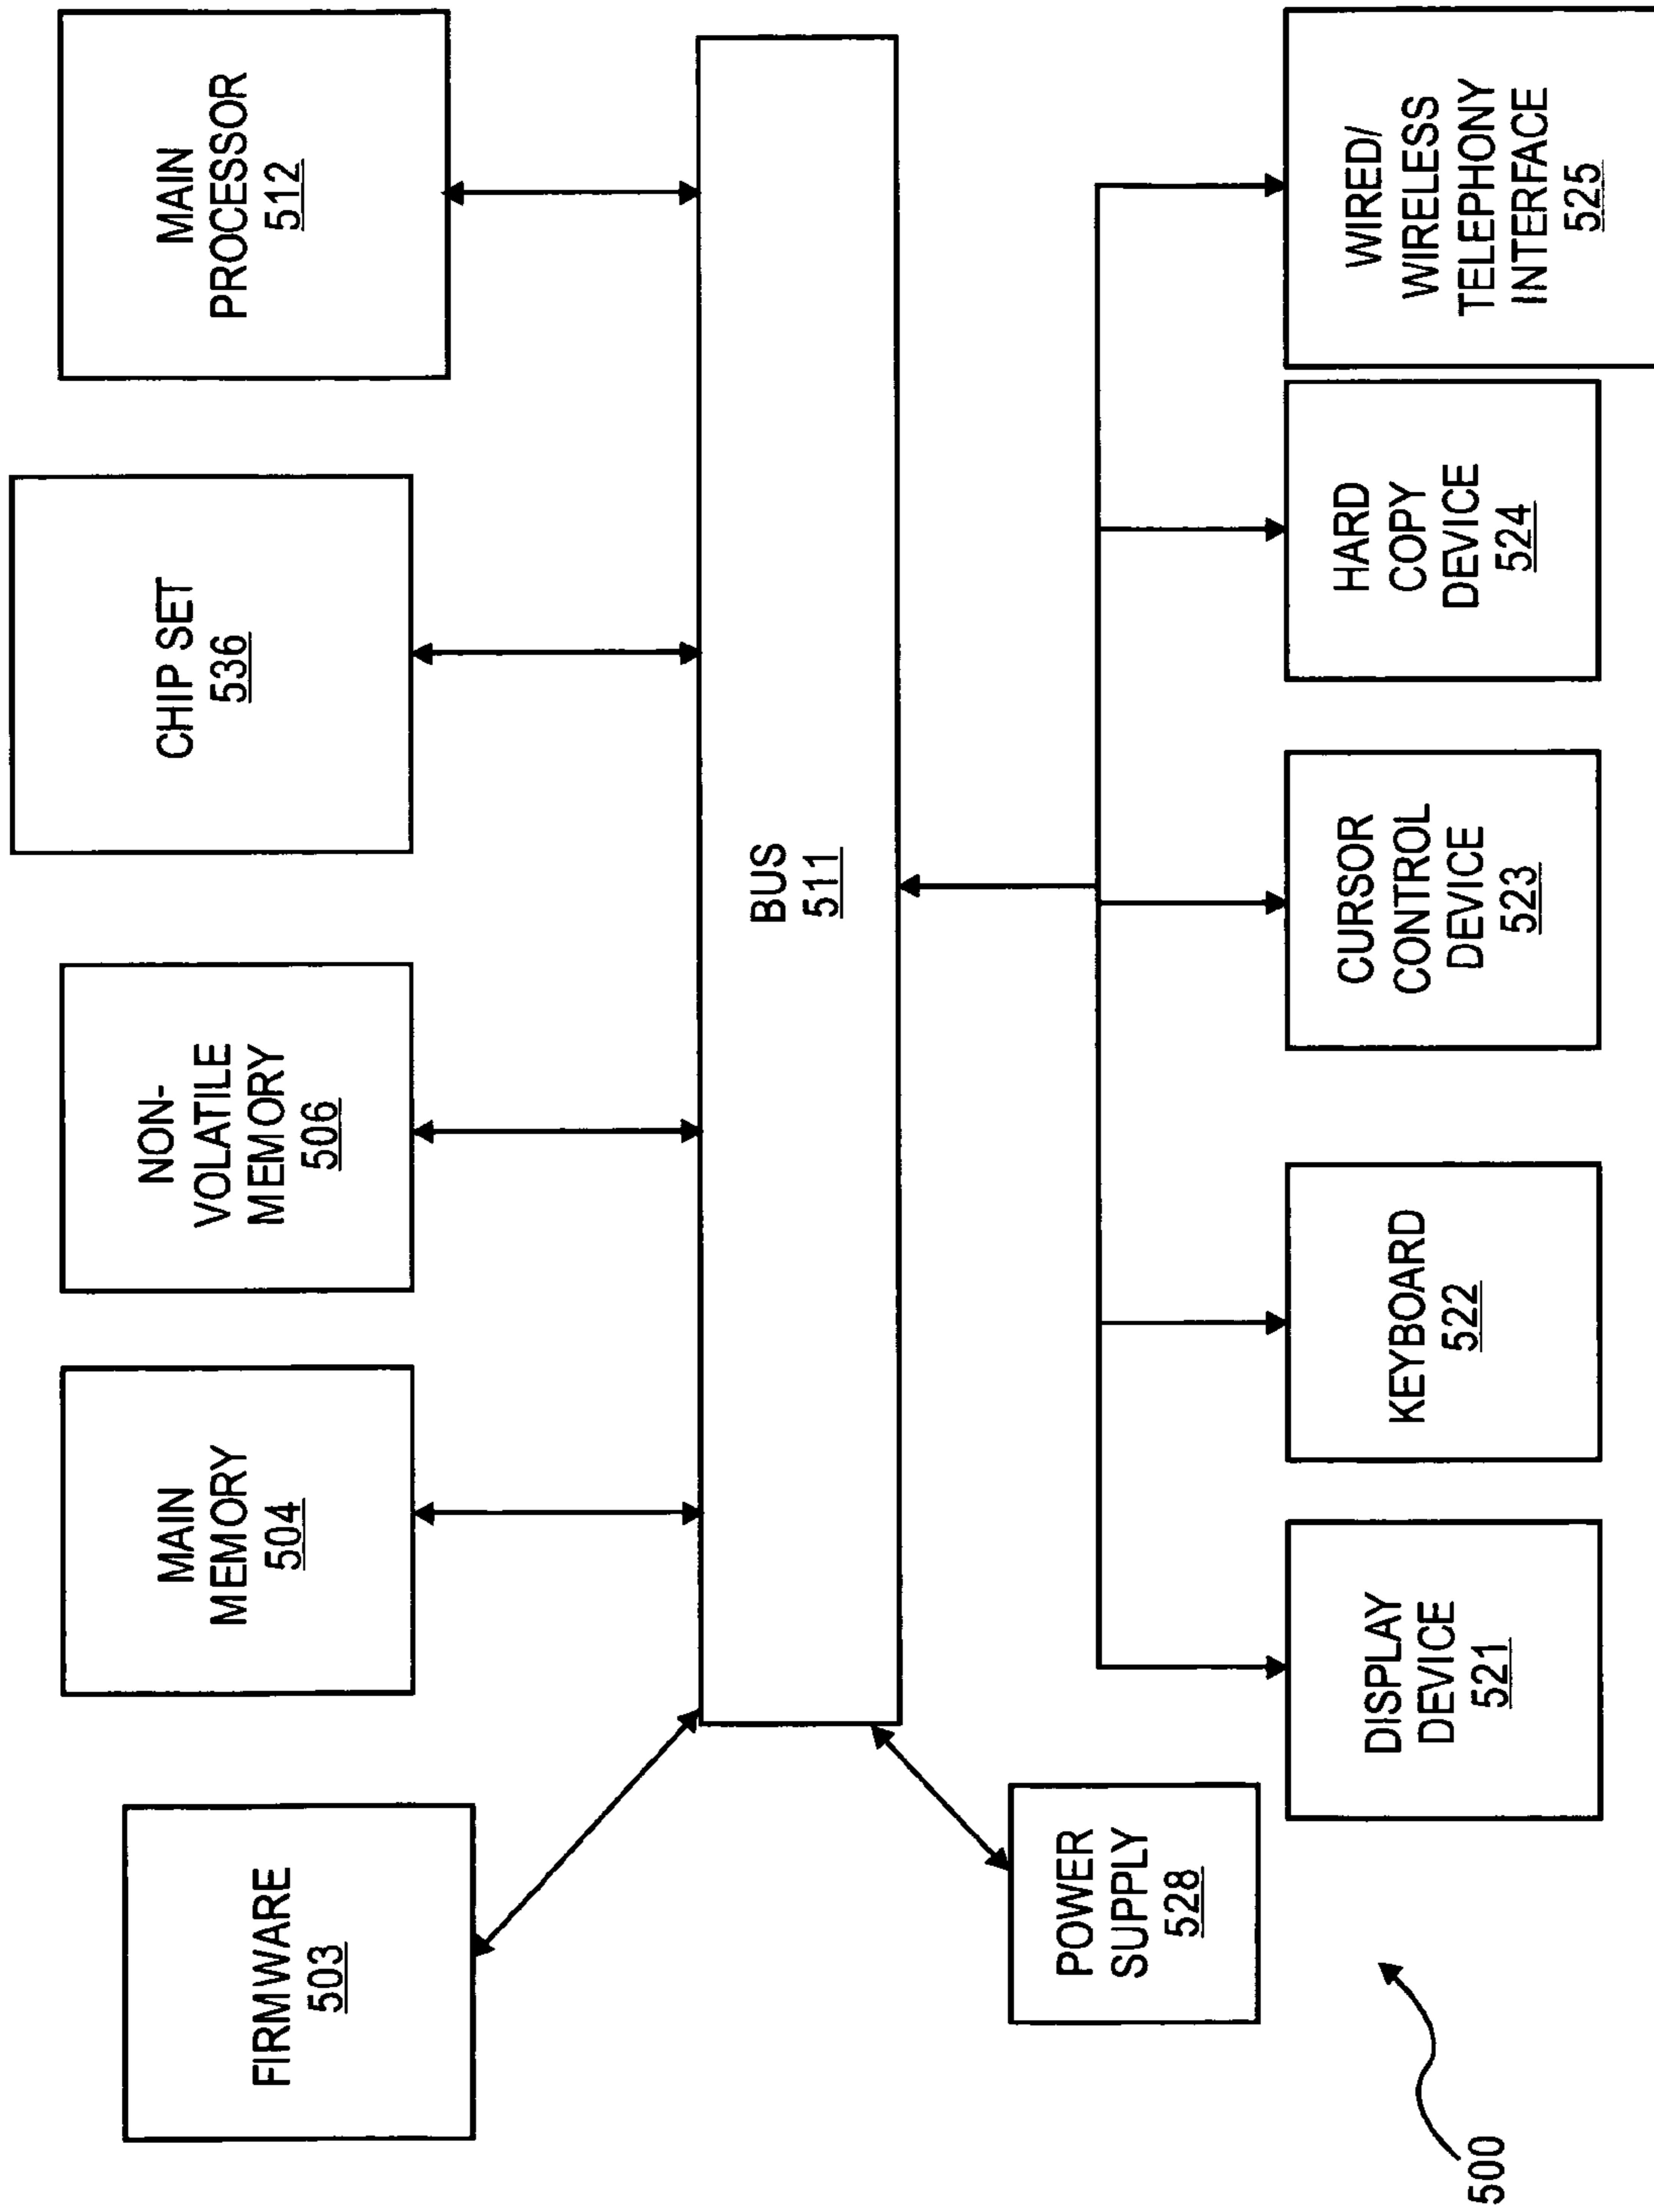 FIRMWARE
503
MAIN
MEMORY
504
NON-
VOLATILE
MEMORY
506
CHIP SET
536
MAIN
PROCESSOR
512
BUS
511
POWER
SUPPLY
528
DISPLAY
DEVICE
521
KEYBOARD
522
CURSOR
CONTROL
DEVICE
523
HARD
COPY
DEVICE
524
WIRED/
WIRELESS
TELEPHONY
INTERFACE
525
500